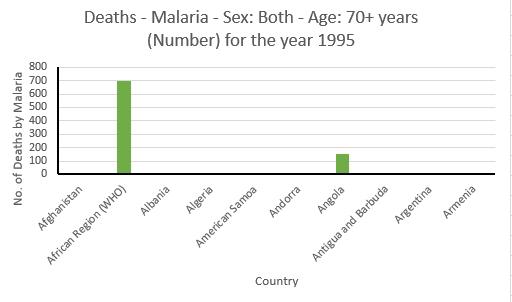 Deaths - Malaria - Sex: Both - Age: 70+ years
(Number) for the year 1995
No. of Deaths by Malaria
800
700
600
500
400
300
200
100
0
Afghanistan
African Region (WHO)
Albania
Algeria
American Samoa
Andorra
Angola
Antigua and Barbuda
Argentina
Armenia
Country